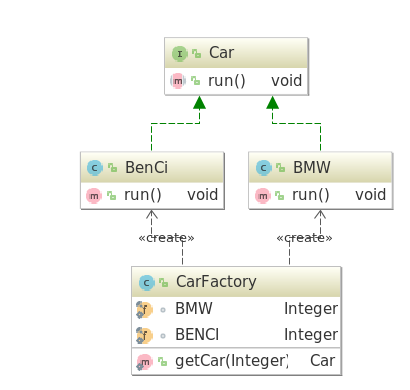 Car
run() void
BenCi
run() void
BMW
run() void
«create»
«create»
CarFactory
BMW Integer
BENCI Integer
getCar(Integer) Car